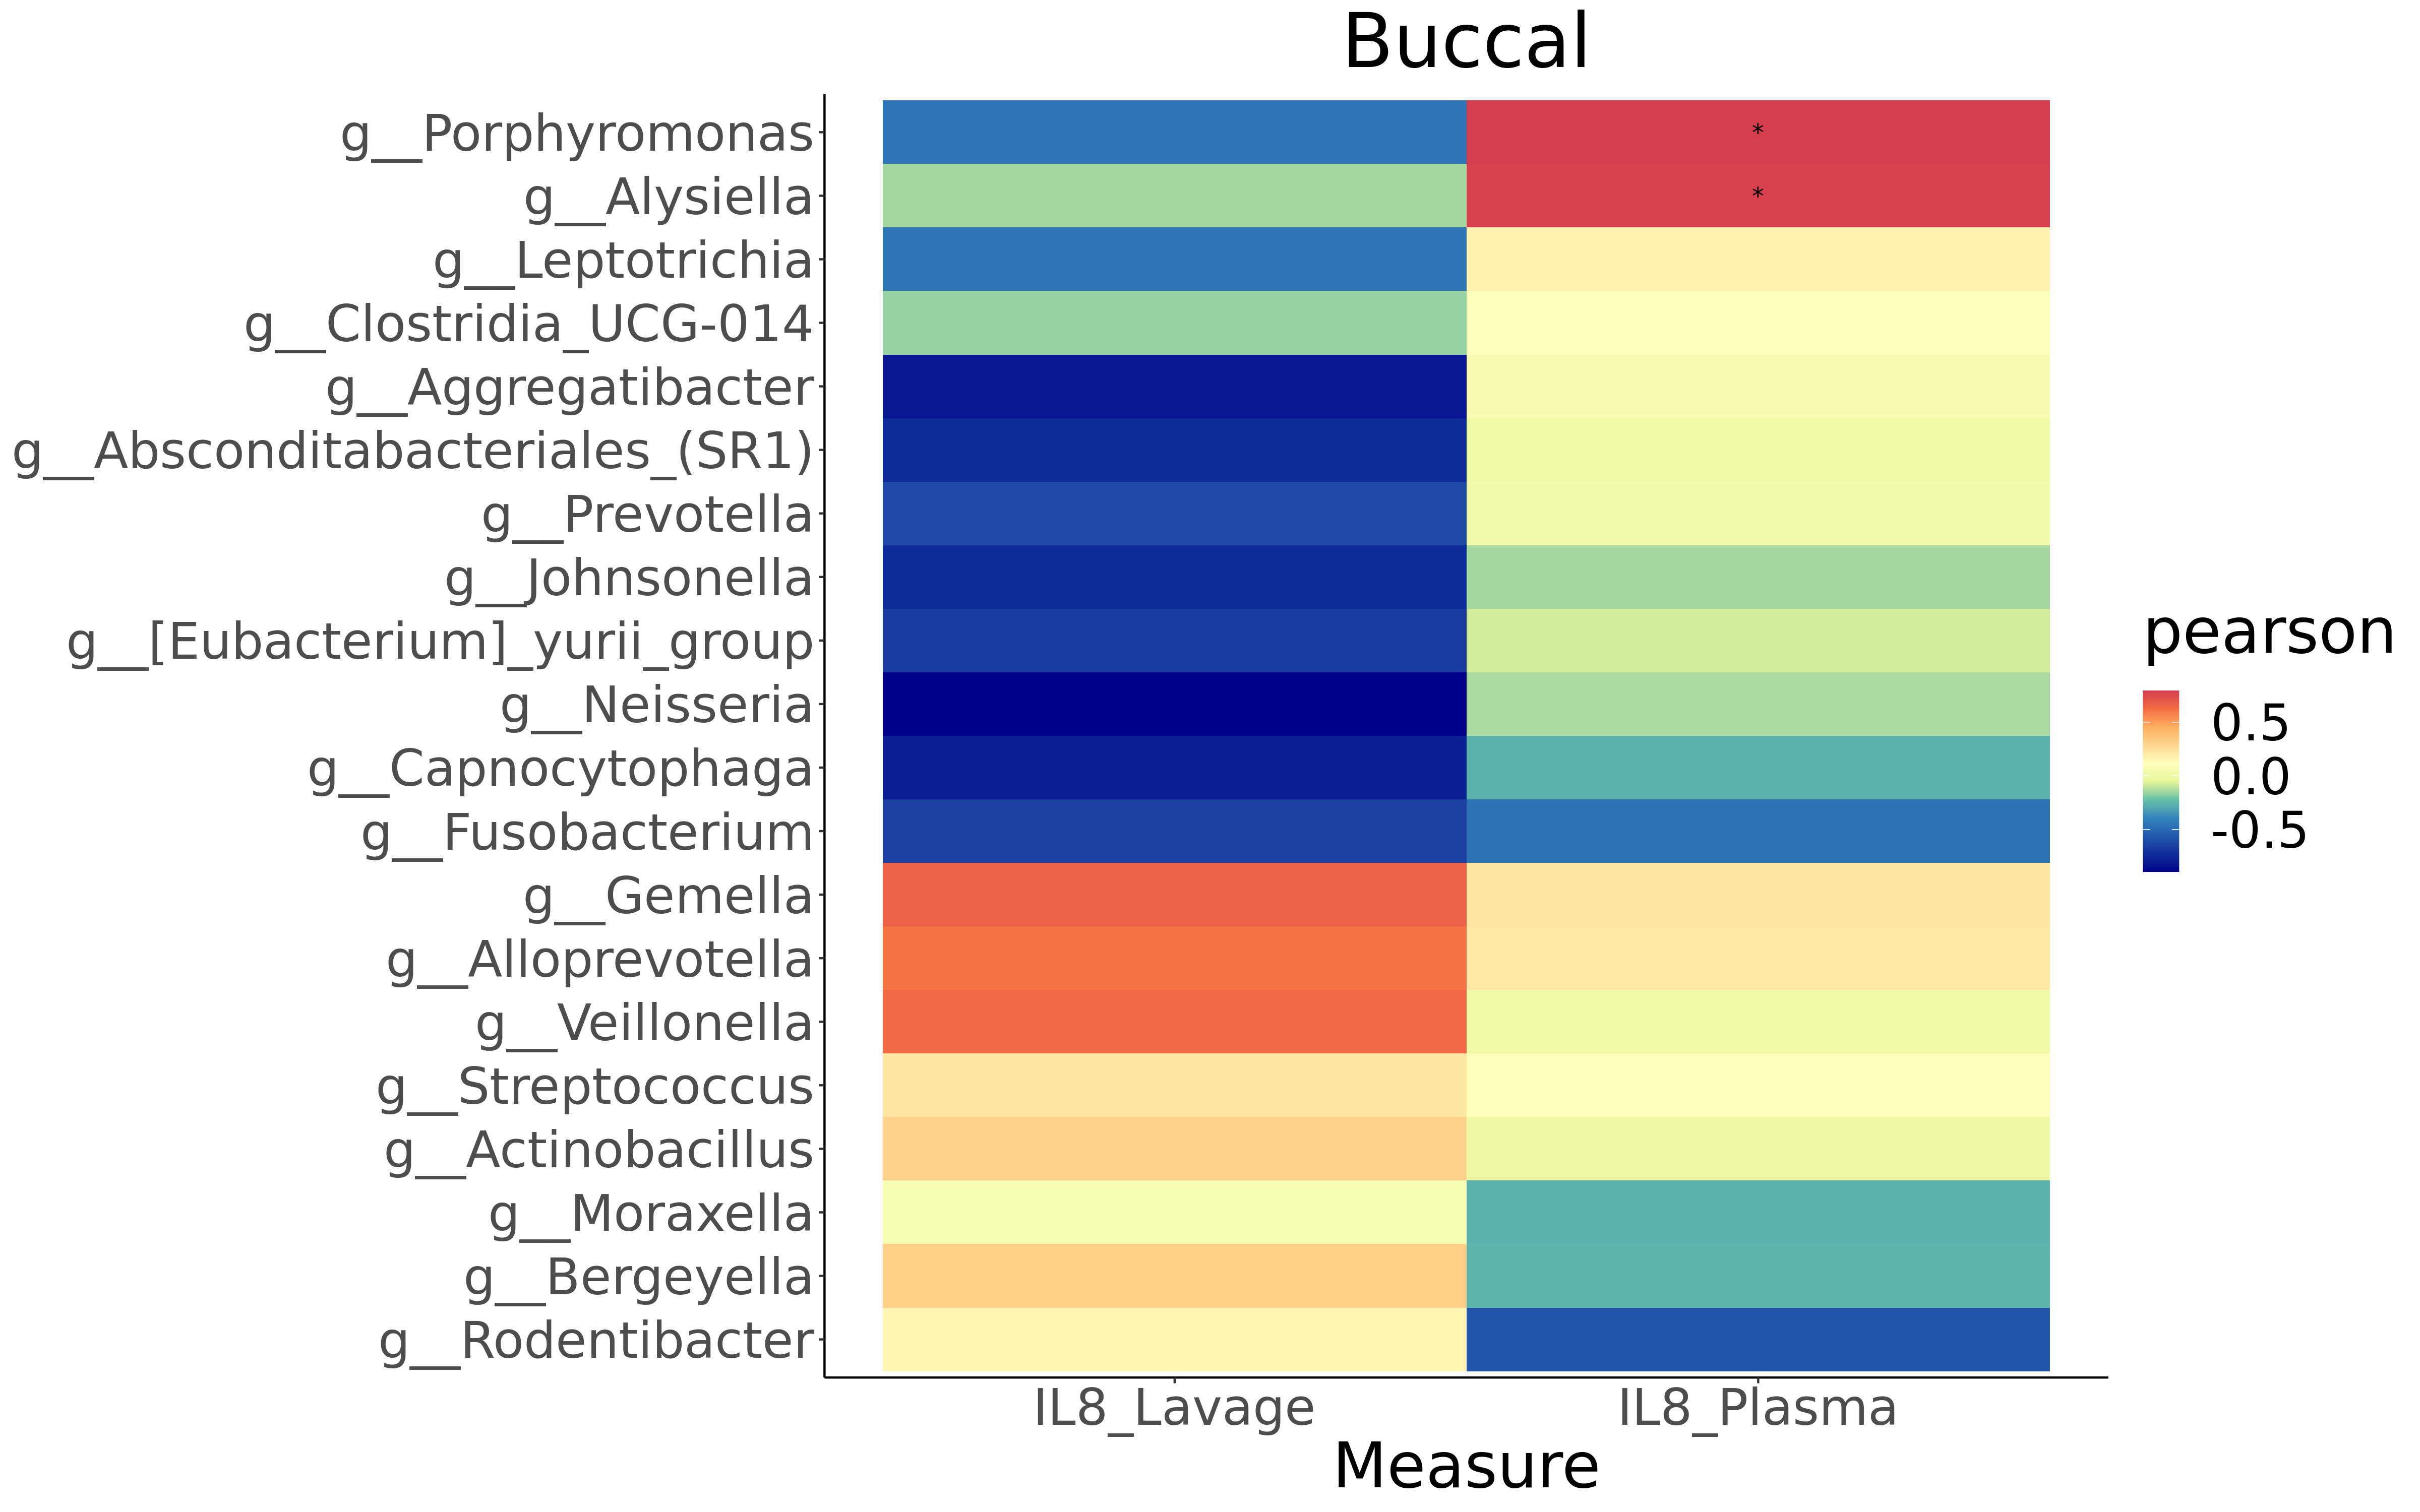 Buccal
g__Porphyromonas
*
g__Alysiella
*
g__Leptotrichia
g__Clostridia_UCG-014
g__Aggregatibacter
g__Absconditabacteriales_(SR1)
g__Prevotella
g__Johnsonella
g__[Eubacterium]_yurii_group
g__Neisseria
g__Capnocytophaga
g__Fusobacterium
g__Gemella
g__Alloprevotella
g__Veillonella
g__Streptococcus
g__Actinobacillus
g__Moraxella
g__Bergeyella
g__Rodentibacter
IL8_Lavage IL8_Plasma
Measure
pearson
0.5
0.0
-0.5